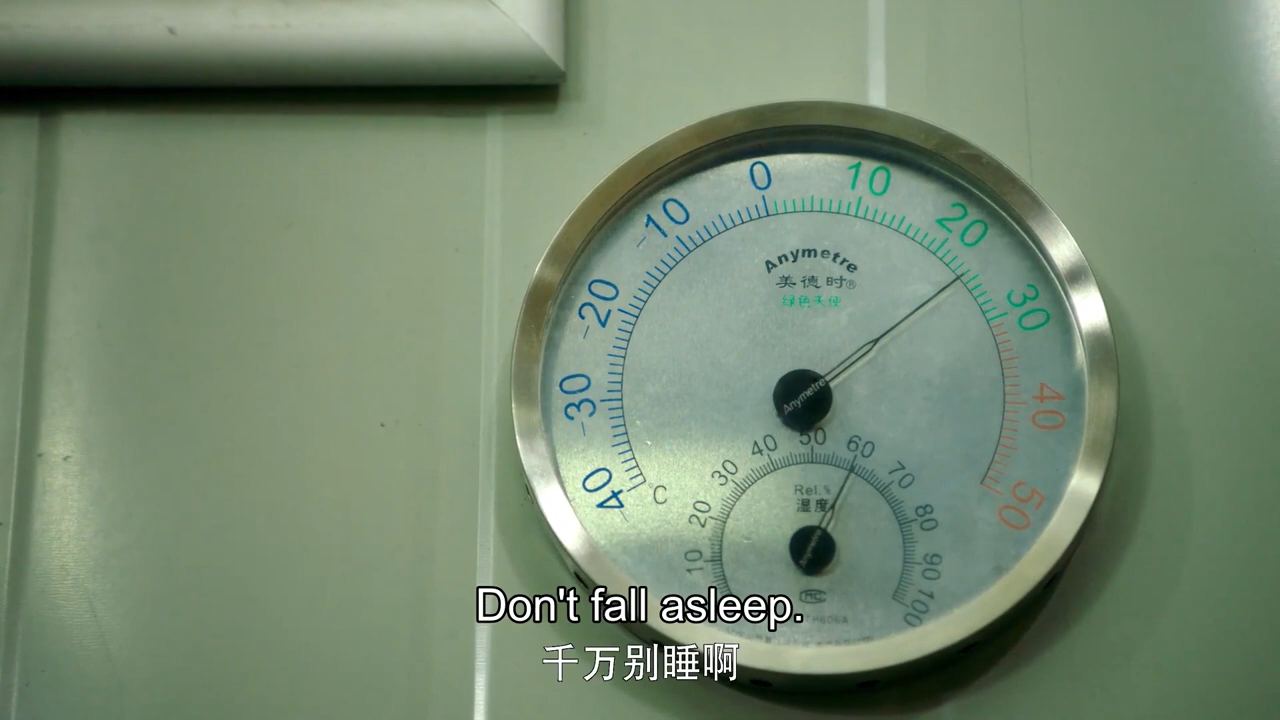 -40 -30 -20 -10 0 10 20 30 40 50
Anymetre
美德时®
绿色天使
Anymetre
°C
10 20 30 40 50 60 70 80 90 100
Rel.%
湿度
Anymetre
MC
Don't fall asleep.
千万别睡啊